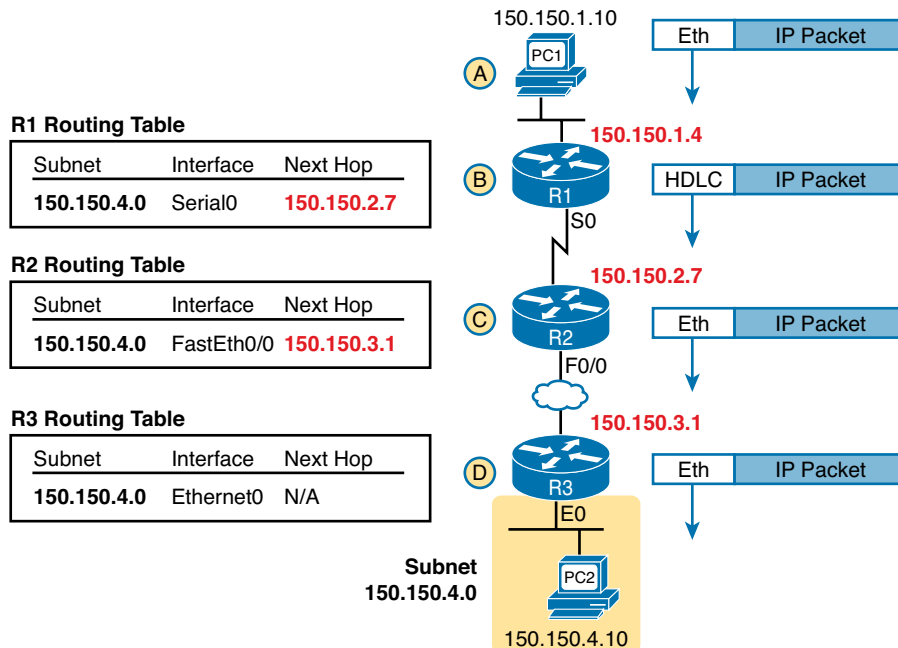 150.150.1.10
Eth IP Packet
PC1
A
R1 Routing Table
150.150.1.4
Subnet Interface Next Hop
150.150.4.0 Serial0 150.150.2.7
B
R1
HDLC IP Packet
S0
R2 Routing Table
150.150.2.7
Subnet Interface Next Hop
150.150.4.0 FastEth0/0 150.150.3.1
C
R2
Eth IP Packet
F0/0
R3 Routing Table
150.150.3.1
Subnet Interface Next Hop
150.150.4.0 Ethernet0 N/A
D
R3
Eth IP Packet
E0
Subnet
150.150.4.0
PC2
150.150.4.10